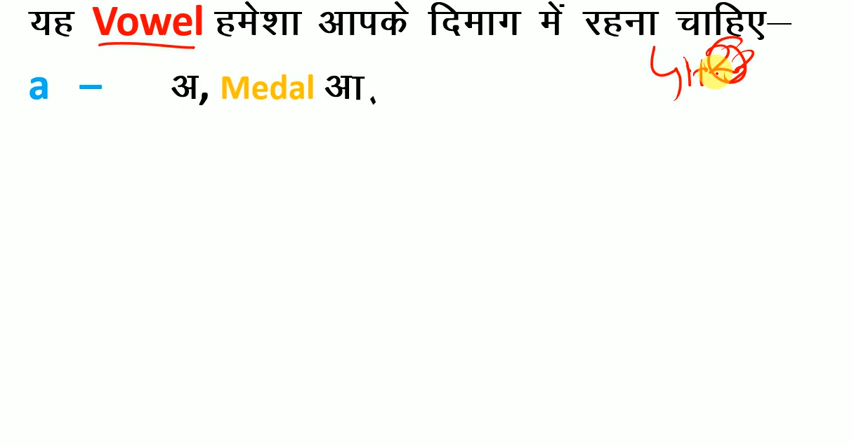 यह Vowel हमेशा आपके दिमाग में रहना चाहिए–
a – अ, Medal आ.